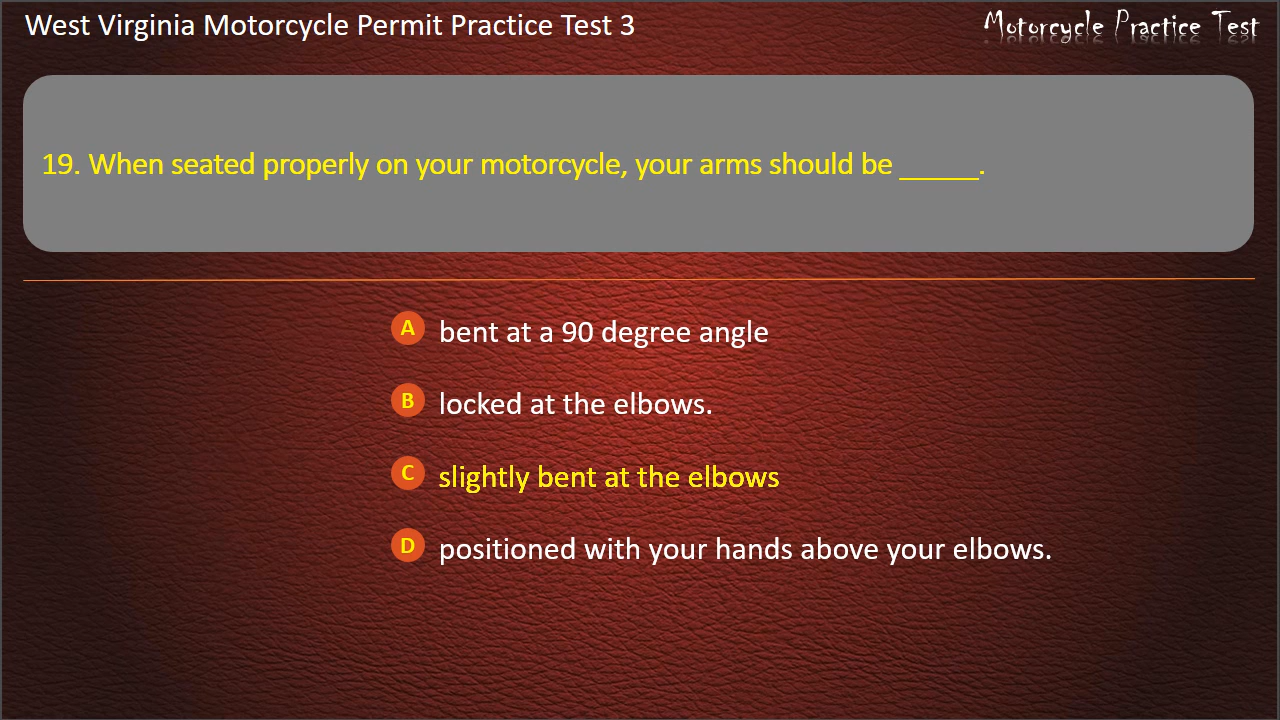 West Virginia Motorcycle Permit Practice Test 3
Motorcycle Practice Test
19. When seated properly on your motorcycle, your arms should be _____.
A bent at a 90 degree angle
B locked at the elbows.
C slightly bent at the elbows
D positioned with your hands above your elbows.